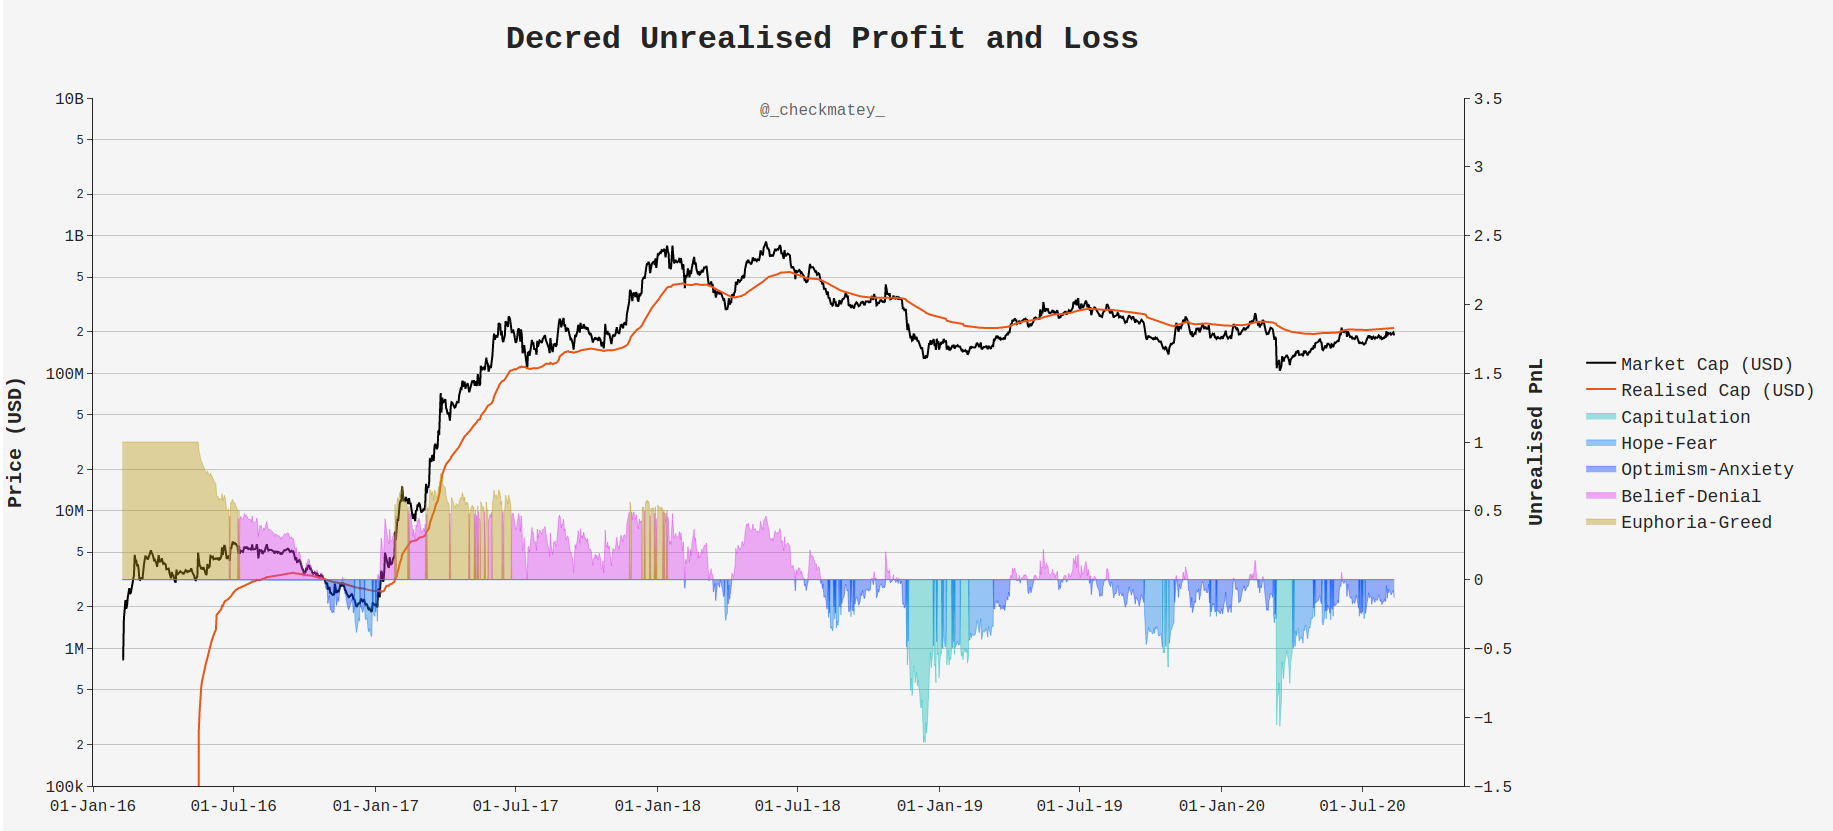 Decred Unrealised Profit and Loss
@_checkmatey_
Price (USD)
10B
5
2
1B
5
2
100M
5
2
10M
5
2
1M
5
2
100k
01-Jan-16
01-Jul-16
01-Jan-17
01-Jul-17
01-Jan-18
01-Jul-18
01-Jan-19
01-Jul-19
01-Jan-20
01-Jul-20
3.5
3
2.5
2
1.5
1
0.5
0
−0.5
−1
−1.5
Unrealised PnL
Market Cap (USD)
Realised Cap (USD)
Capitulation
Hope-Fear
Optimism-Anxiety
Belief-Denial
Euphoria-Greed